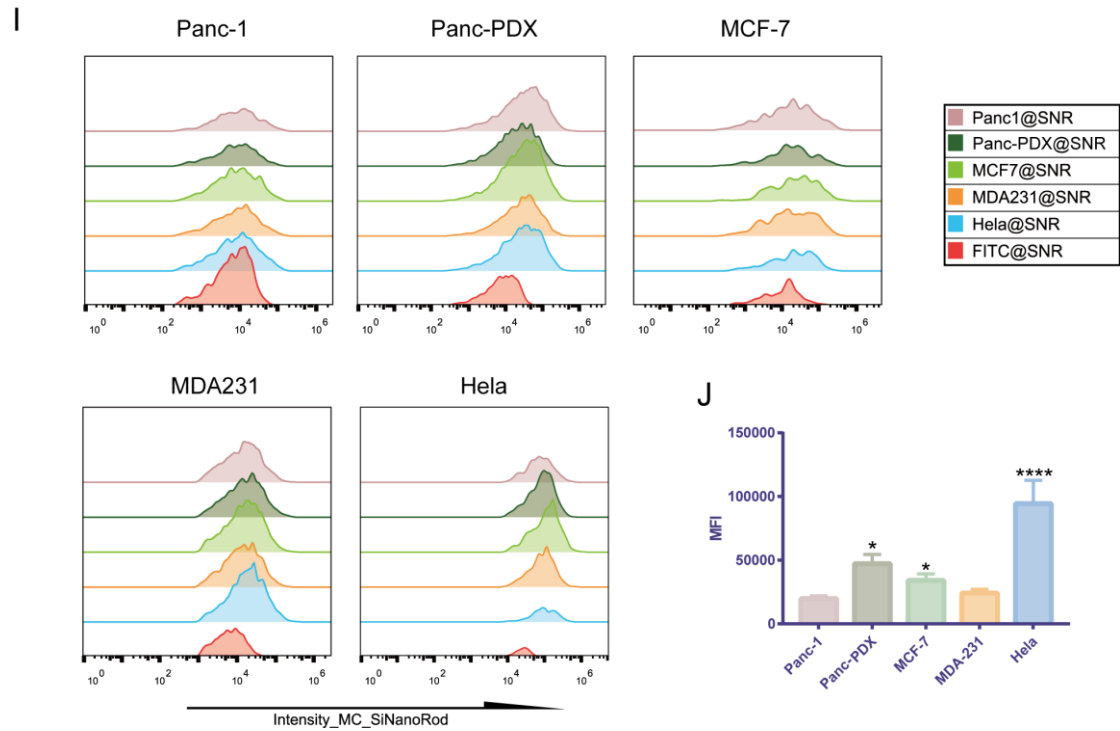 I
Panc-1
Panc-PDX
MCF-7
Panc1@SNR
Panc-PDX@SNR
MCF7@SNR
MDA231@SNR
Hela@SNR
FITC@SNR
10^0 10^2 10^4 10^6
10^0 10^2 10^4 10^6
10^0 10^2 10^4 10^6
MDA231
Hela
10^0 10^2 10^4 10^6
10^0 10^2 10^4 10^6
Intensity_MC_SiNanoRod
J
150000
100000
50000
0
MFI
*
*
****
Panc-1
Panc-PDX
MCF-7
MDA-231
Hela